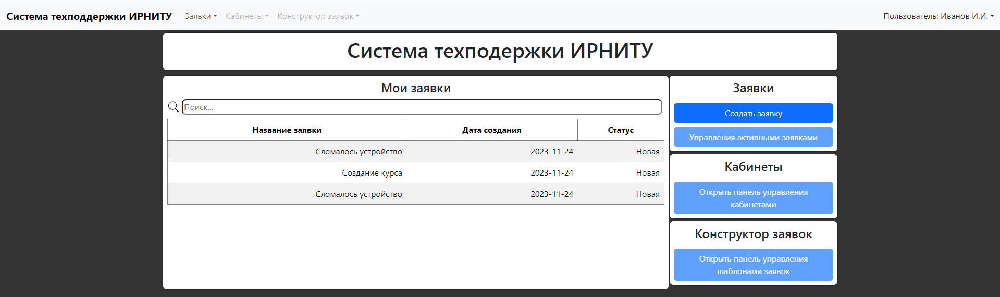 Система техподдержки ИРНИТУ Заявки Кабинеты Конструктор заявок Пользователь: Иванов И.И.
Система техподержки ИРНИТУ
Мои заявки
Поиск...
Название заявки Дата создания Статус
Сломалось устройство 2023-11-24 Новая
Создание курса 2023-11-24 Новая
Сломалось устройство 2023-11-24 Новая
Заявки
Создать заявку
Управления активными заявками
Кабинеты
Открыть панель управления
кабинетами
Конструктор заявок
Открыть панель управления
шаблонами заявок